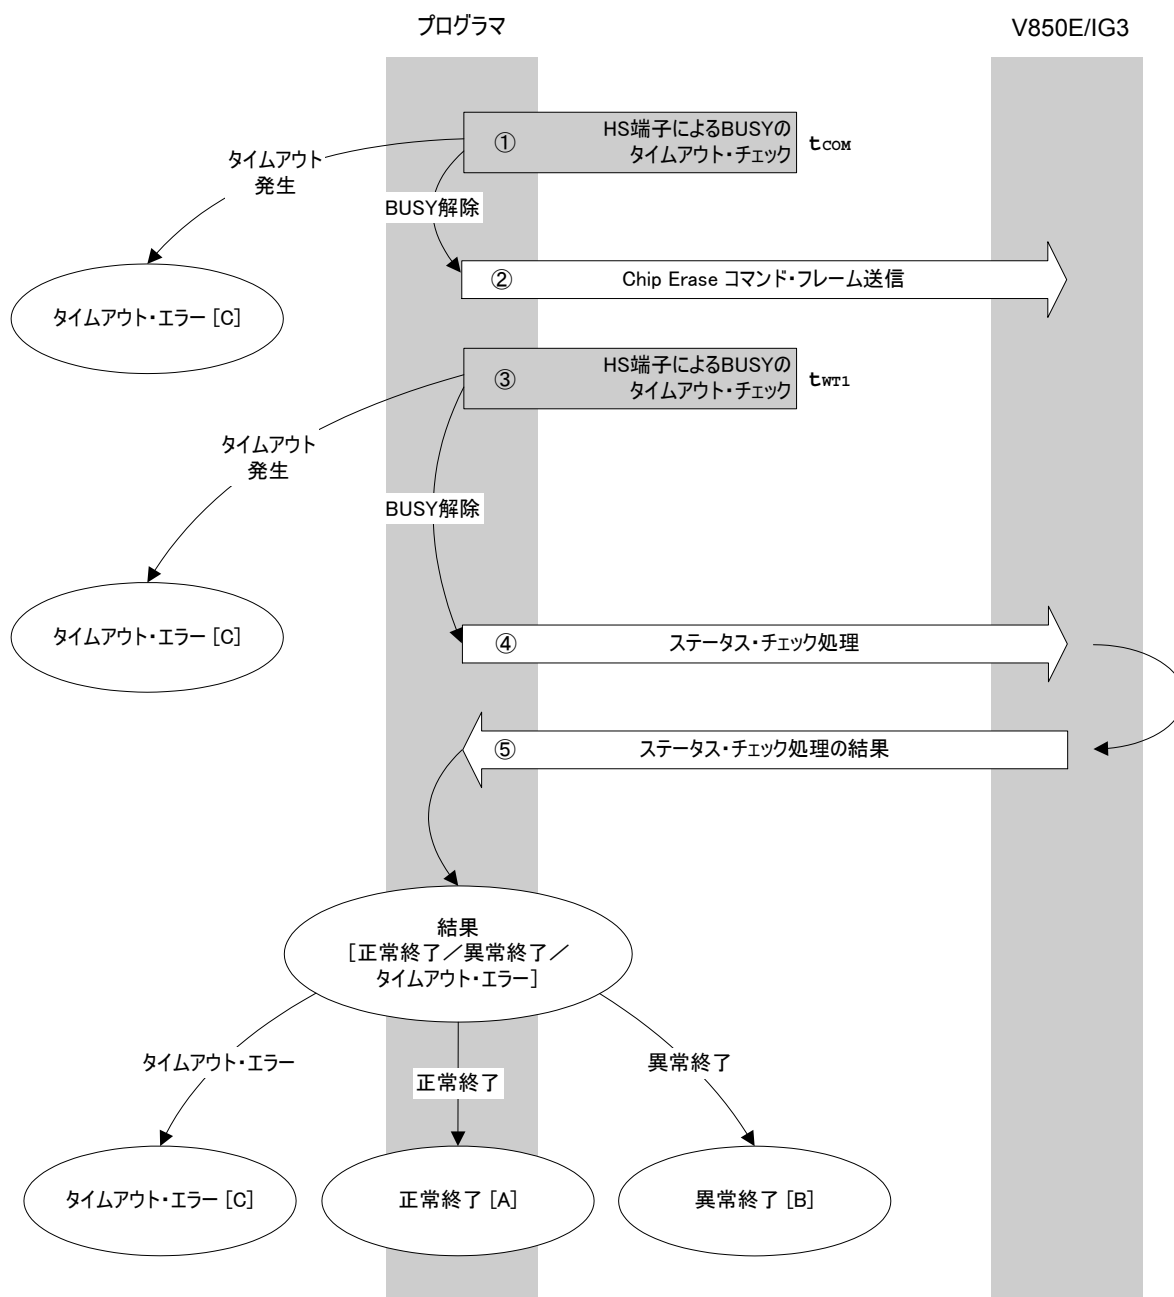 プログラマ
V850E/IG3
① HS端子によるBUSYの
タイムアウト・チェック
tCOM
タイムアウト
発生
BUSY解除
② Chip Erase コマンド・フレーム送信
タイムアウト・エラー [C]
③ HS端子によるBUSYの
タイムアウト・チェック
tWT1
タイムアウト
発生
BUSY解除
タイムアウト・エラー [C]
④ ステータス・チェック処理
⑤ ステータス・チェック処理の結果
結果
[正常終了／異常終了／
タイムアウト・エラー]
タイムアウト・エラー
正常終了
異常終了
タイムアウト・エラー [C]
正常終了 [A]
異常終了 [B]